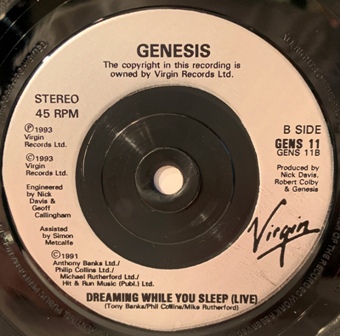 GENESIS
The copyright in this recording is
owned by Virgin Records Ltd.
STEREO
45 RPM
Ⓟ1993
Virgin
Records Ltd.
©1993
Virgin
Records Ltd.
Engineered
by Nick
Davis &
Geoff
Callingham
Assisted
by Simon
Metcalfe
©1991
Anthony Banks Ltd./
Philip Collins Ltd./
Michael Rutherford Ltd./
Hit & Run Music (Publ.) Ltd.
B SIDE
GENS 11
GENS 11B
Produced by
Nick Davis,
Robert Colby
& Genesis
Virgin
DREAMING WHILE YOU SLEEP (LIVE)
(Tony Banks/Phil Collins/Mike Rutherford)